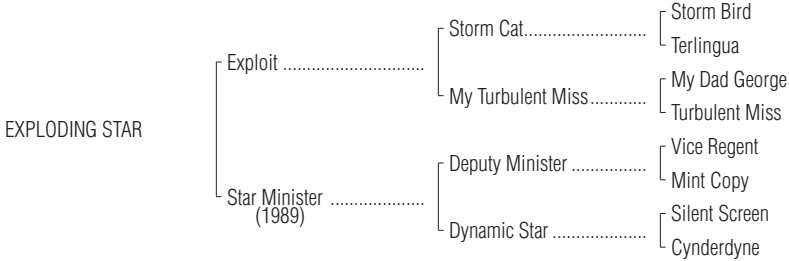 Storm Bird
Storm Cat..........................
Terlingua
Exploit ..............................
My Dad George
My Turbulent Miss............
Turbulent Miss
EXPLODING STAR
Vice Regent
Deputy Minister ................
Mint Copy
Star Minister ....................
(1989)
Silent Screen
Dynamic Star ....................
Cynderdyne